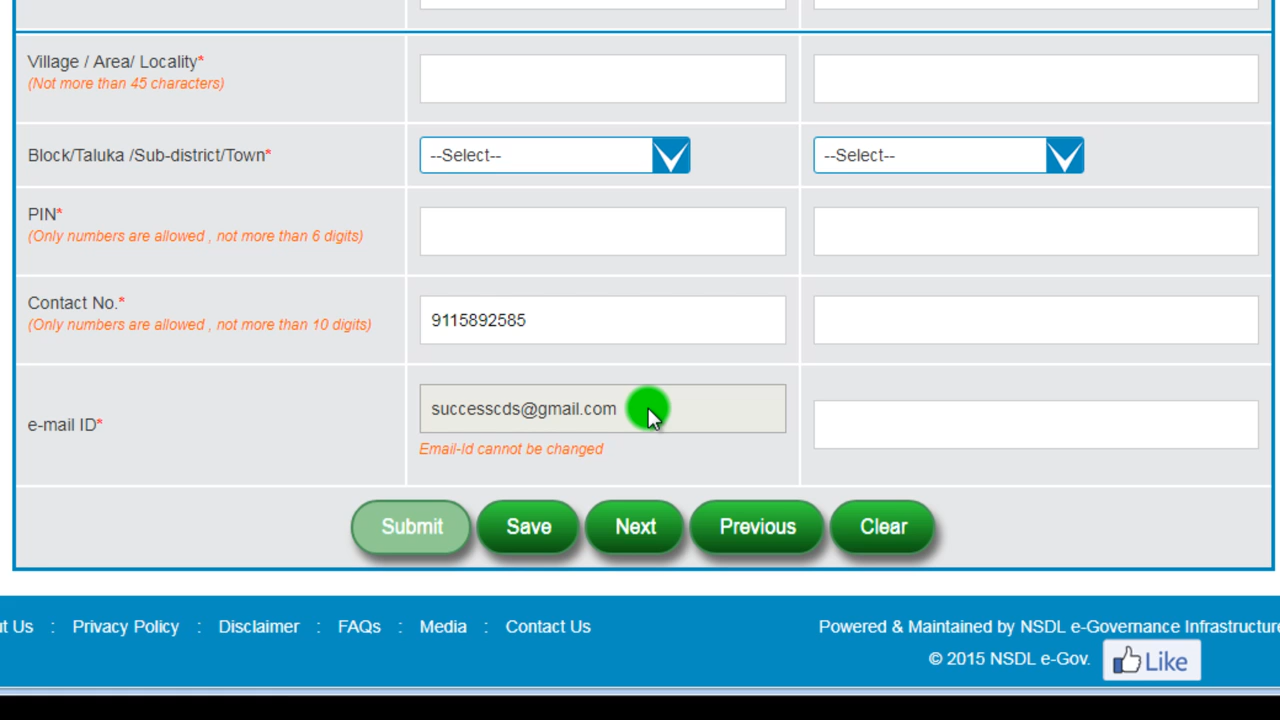 Village / Area/ Locality*
(Not more than 45 characters)
Block/Taluka /Sub-district/Town*
--Select--
--Select--
PIN*
(Only numbers are allowed , not more than 6 digits)
Contact No.*
(Only numbers are allowed , not more than 10 digits)
9115892585
e-mail ID*
successcds@gmail.com
Email-Id cannot be changed
Submit Save Next Previous Clear
Us : Privacy Policy : Disclaimer : FAQs : Media : Contact Us
Powered & Maintained by NSDL e-Governance Infrastructure
© 2015 NSDL e-Gov.
Like